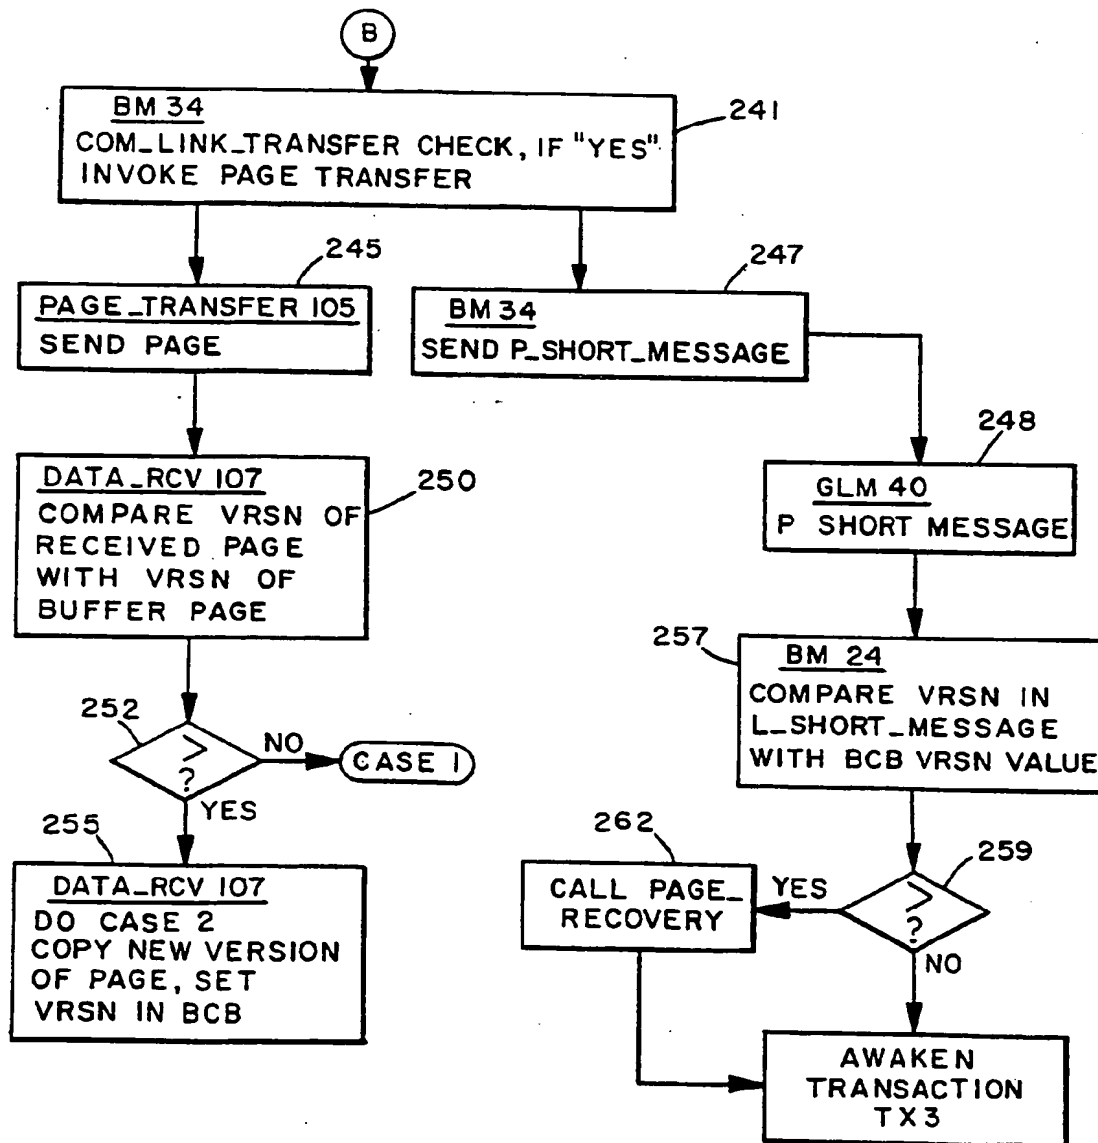 B
BM 34
COM_LINK_TRANSFER CHECK, IF "YES"
INVOKE PAGE TRANSFER
241
245
PAGE_TRANSFER 105
SEND PAGE
247
BM 34
SEND P_SHORT_MESSAGE
248
GLM 40
P SHORT MESSAGE
DATA_RCV 107
COMPARE VRSN OF
RECEIVED PAGE
WITH VRSN OF
BUFFER PAGE
250
257
BM 24
COMPARE VRSN IN
L_SHORT_MESSAGE
WITH BCB VRSN VALUE
252
>
?
NO
CASE 1
YES
255
DATA_RCV 107
DO CASE 2
COPY NEW VERSION
OF PAGE, SET
VRSN IN BCB
262
CALL PAGE_
RECOVERY
YES
259
>
?
NO
AWAKEN
TRANSACTION
TX3